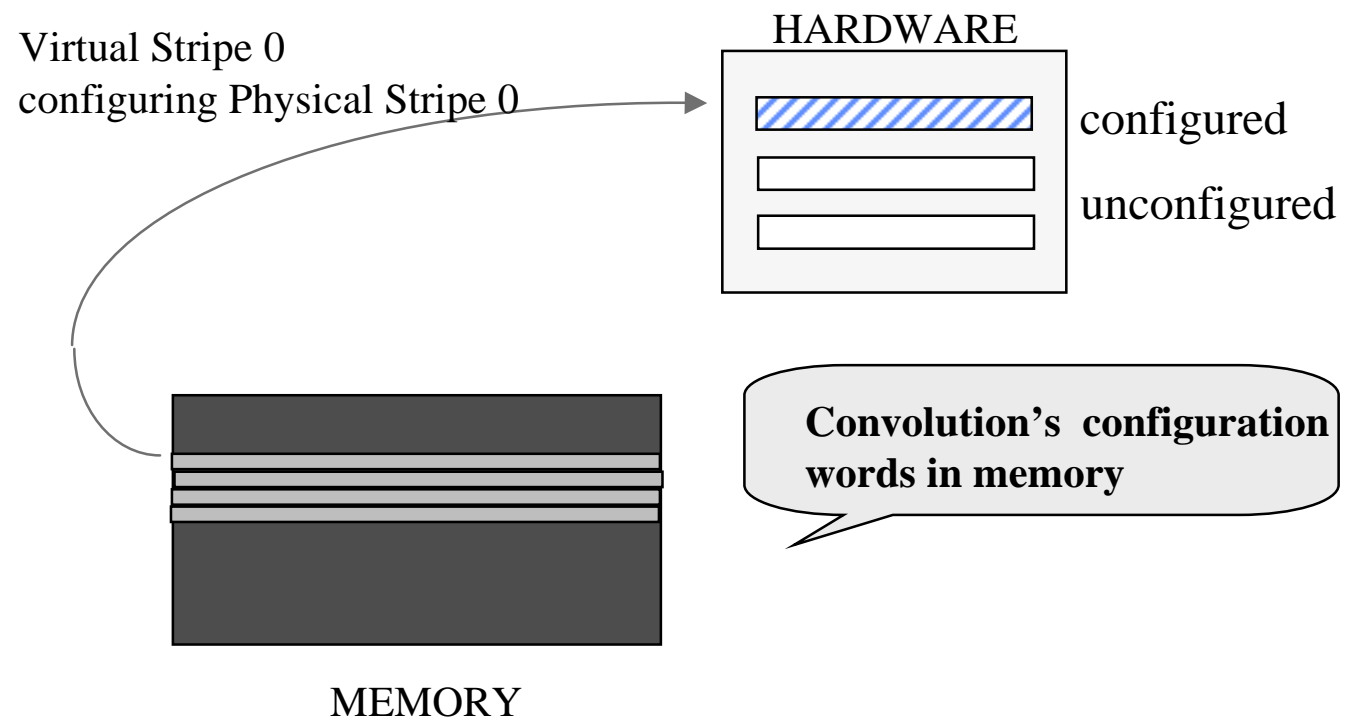 Virtual Stripe 0
configuring Physical Stripe 0
HARDWARE
configured
unconfigured
Convolution’s configuration
words in memory
MEMORY